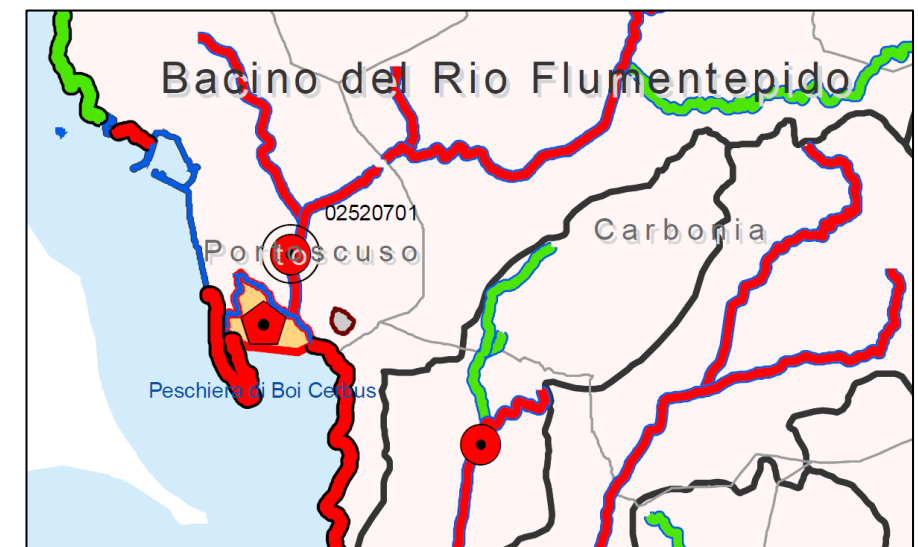 Bacino del Rio Flumentepido
02520701
Carbonia
Portoscuso
Peschiera di Boi Cerbus